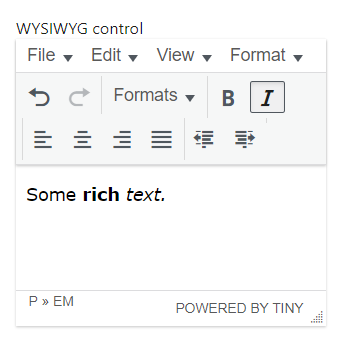 WYSIWYG control
File Edit View Format
Formats B I
Some rich text.
P » EM POWERED BY TINY